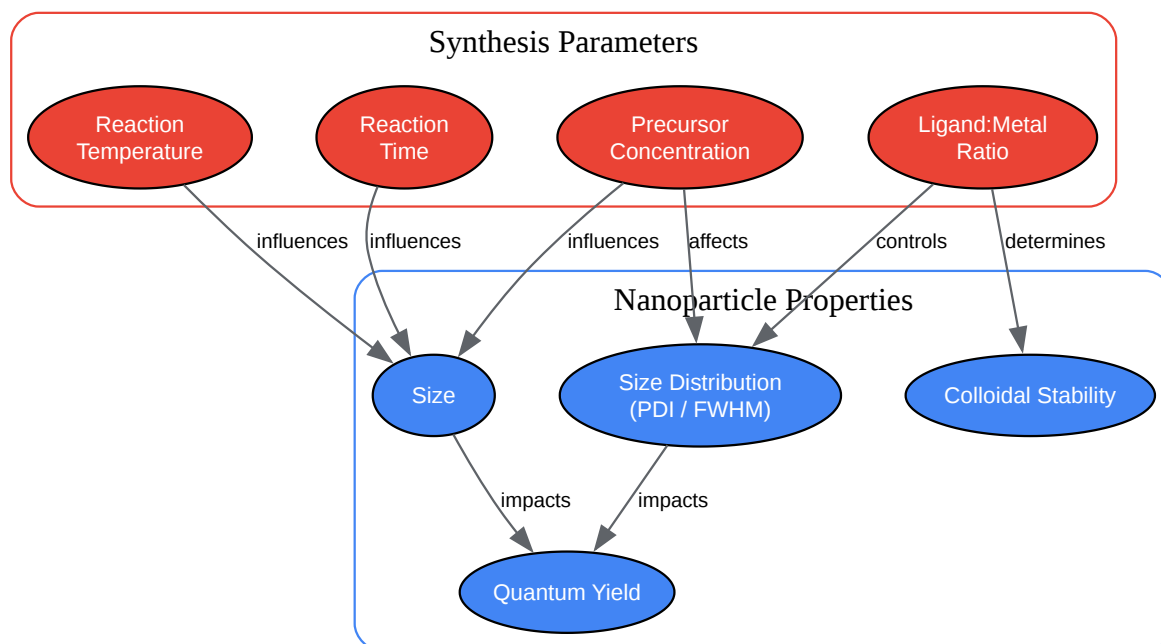 Synthesis Parameters
Reaction
Temperature
Reaction
Time
Precursor
Concentration
Ligand:Metal
Ratio
influences
influences
influences
affects
controls
determines
Nanoparticle Properties
Size
Size Distribution
(PDI / FWHM)
Colloidal Stability
impacts
impacts
Quantum Yield